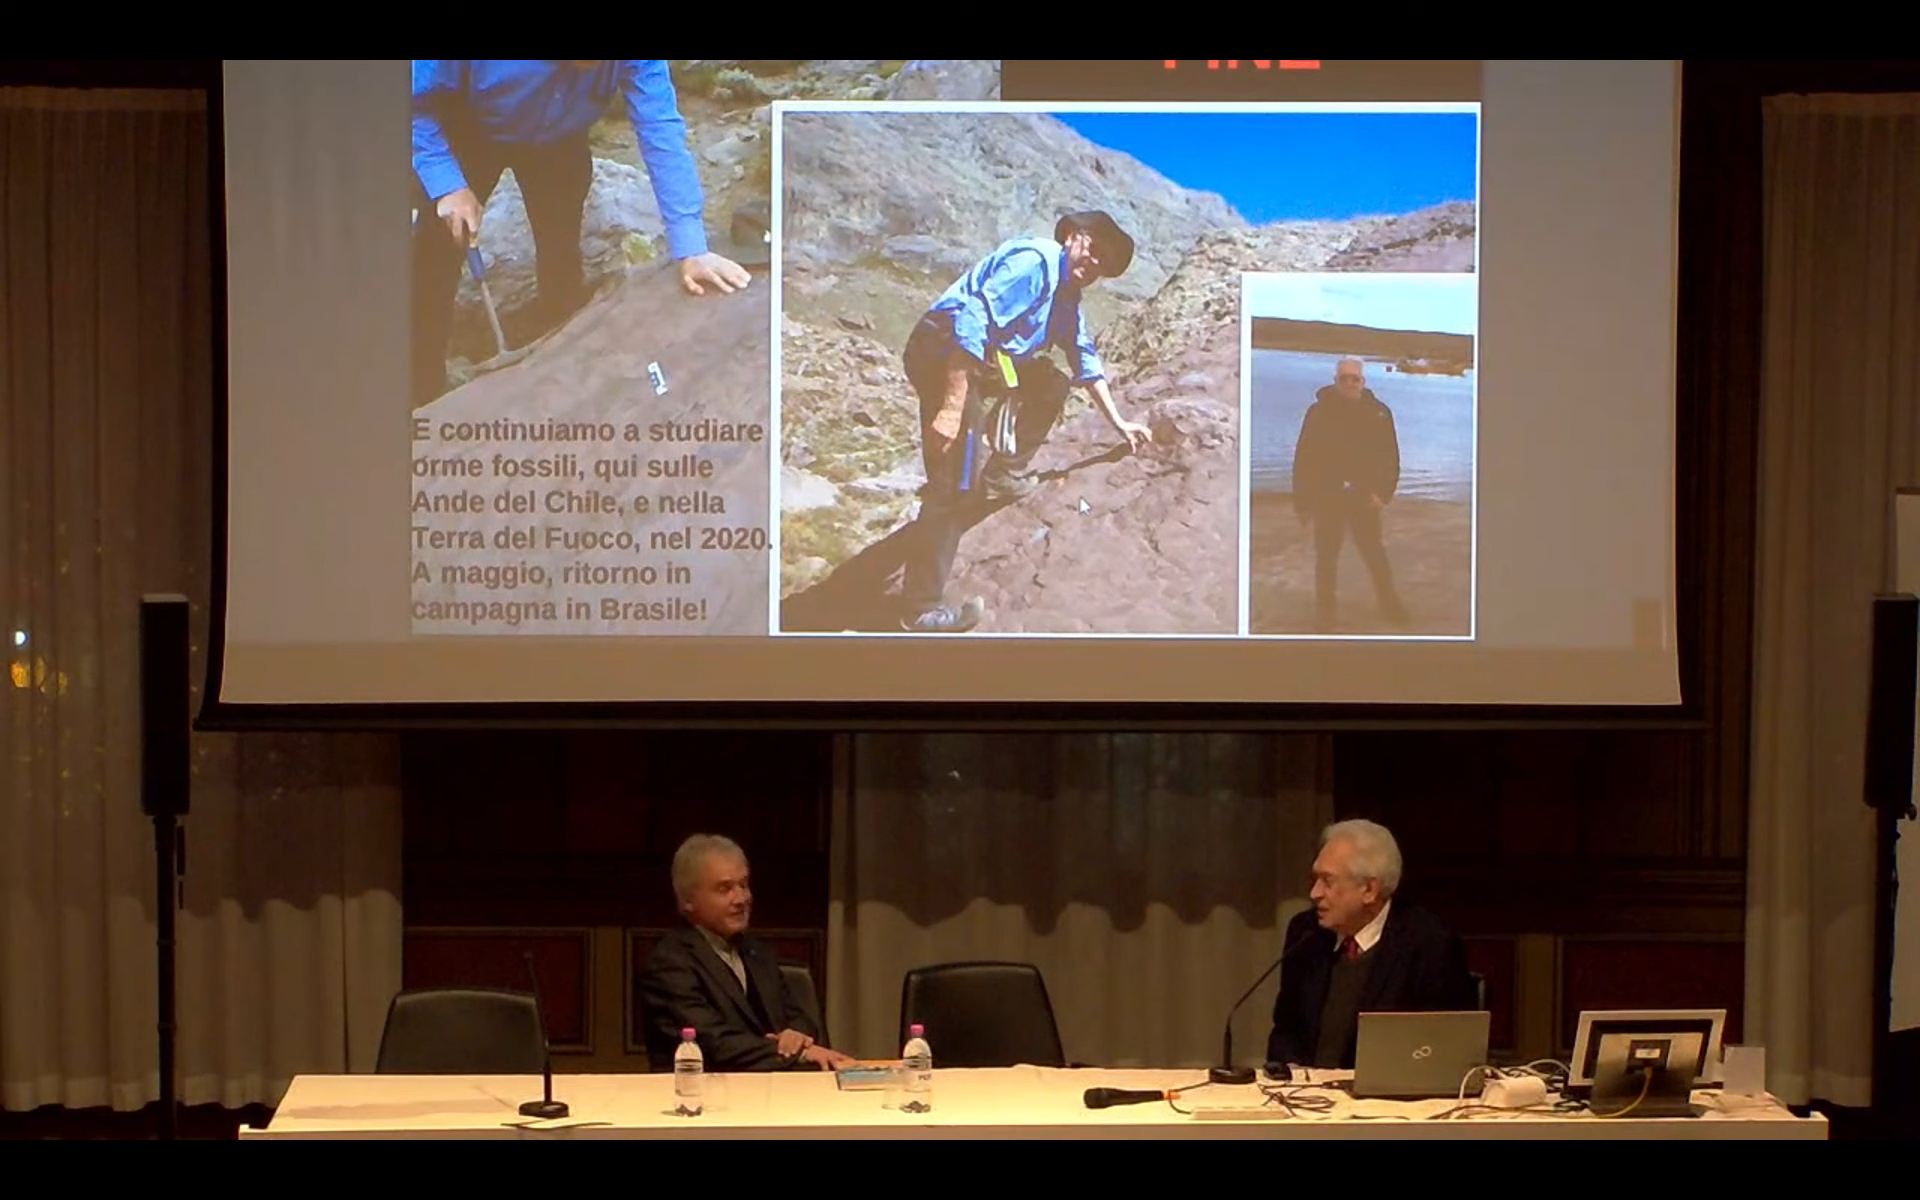 FINE
E continuiamo a studiare
orme fossili, qui sulle
Ande del Chile, e nella
Terra del Fuoco, nel 2020.
A maggio, ritorno in
campagna in Brasile!